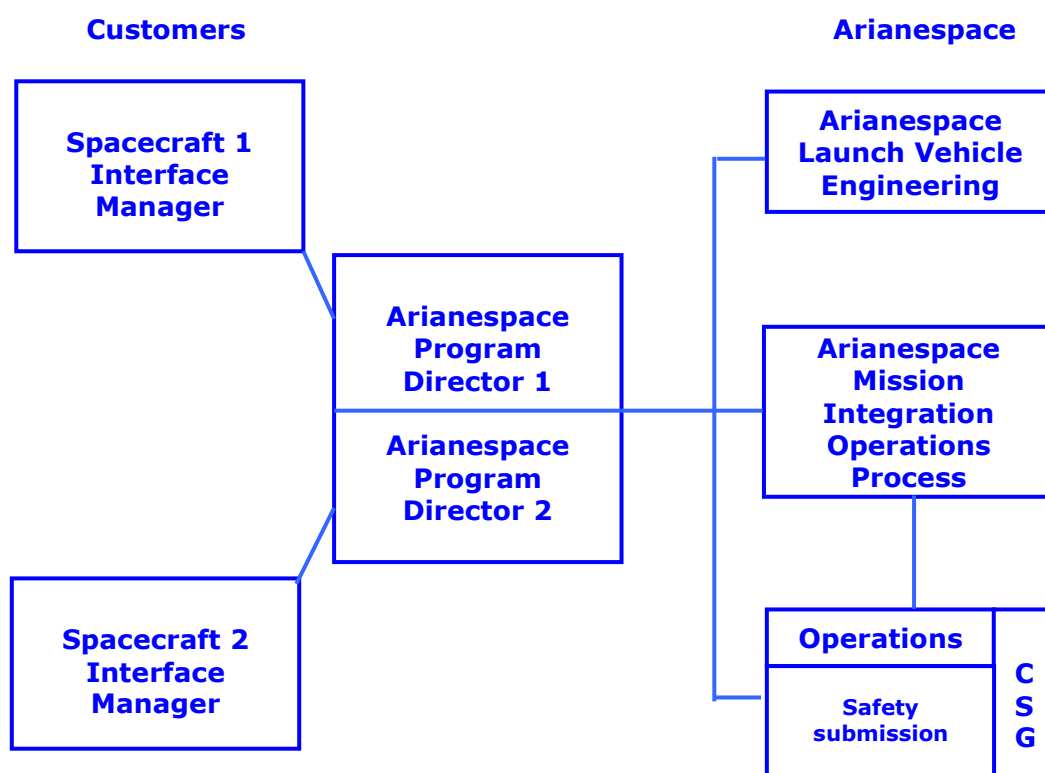 Customers
Arianespace
Spacecraft 1
Interface
Manager
Arianespace
Launch Vehicle
Engineering
Arianespace
Program
Director 1
Arianespace
Mission
Integration
Operations
Process
Arianespace
Program
Director 2
Spacecraft 2
Interface
Manager
Operations
Safety
submission
C
S
G